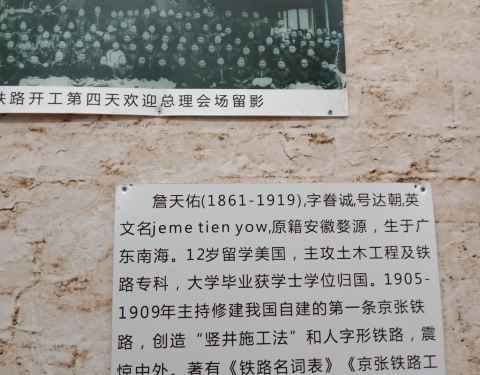 铁路开工第四天欢迎总理会场留影
詹天佑(1861-1919),字眷诚,号达朝,英
文名jeme tien yow,原籍安徽婺源，生于广
东南海。12岁留学美国，主攻土木工程及铁
路专科，大学毕业获学士学位归国。1905-
1909年主持修建我国自建的第一条京张铁
路，创造“竖井施工法”和人字形铁路，震
惊中外。著有《铁路名词表》《京张铁路工